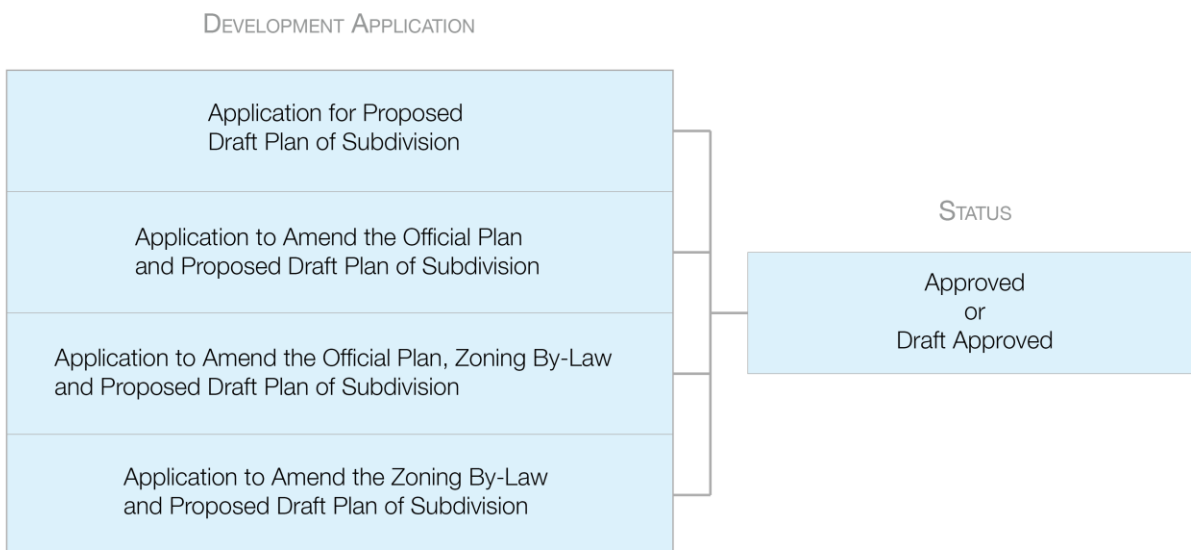 Development Application
Application for Proposed
Draft Plan of Subdivision
Application to Amend the Official Plan
and Proposed Draft Plan of Subdivision
Application to Amend the Official Plan, Zoning By-Law
and Proposed Draft Plan of Subdivision
Application to Amend the Zoning By-Law
and Proposed Draft Plan of Subdivision
Status
Approved
or
Draft Approved